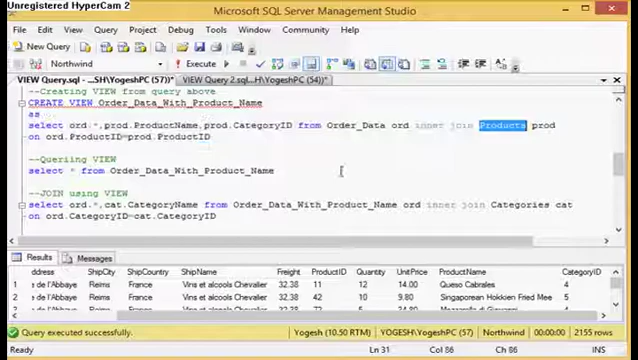 Unregistered HyperCam 2
Microsoft SQL Server Management Studio
File Edit View Query Project Debug Tools Window Community Help
New Query
Northwind Execute Debug
VIEW Query.sql -...SH\YogeshPC (57))* VIEW Query 2.sql...H\YogeshPC (54))*
--Creating VIEW from query above
CREATE VIEW Order_Data_With_Product_Name
as
select ord.*,prod.ProductName,prod.CategoryID from Order_Data ord inner join Products prod
on ord.ProductID=prod.ProductID
--Queriing VIEW
select * from Order_Data_With_Product_Name
--JOIN using VIEW
select ord.*,cat.CategoryName from Order_Data_With_Product_Name ord inner join Categories cat
on ord.CategoryID=cat.CategoryID
Results Messages
ddress ShipCity ShipCountry ShipName Freight ProductID Quantity UnitPrice ProductName CategoryID
1 s de l'Abbaye Reims France Vins et alcools Chevalier 32.38 11 12 14.00 Queso Cabrales 4
2 s de l'Abbaye Reims France Vins et alcools Chevalier 32.38 42 10 9.80 Singaporean Hokkien Fried Mee 5
Query executed successfully. Yogesh (10.50 RTM) YOGESH\YogeshPC (57) Northwind 00:00:00 2155 rows
Ready Ln 31 Col 86 Ch 86 INS